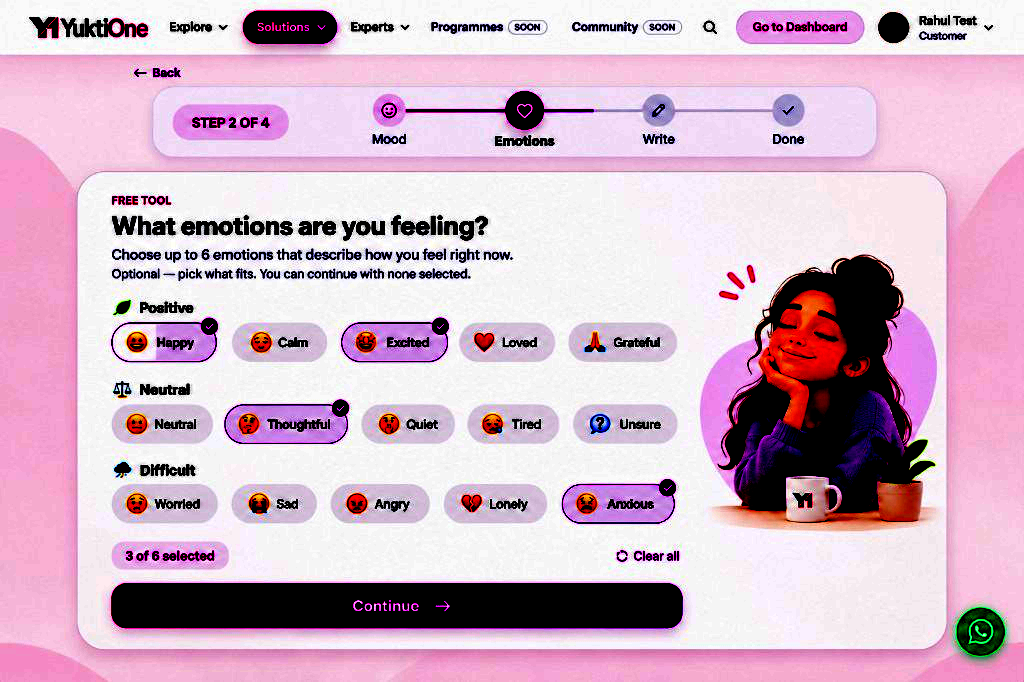 YuktiOne Explore Solutions Experts Programmes SOON Community SOON Go to Dashboard Rahul Test
Customer
← Back
STEP 2 OF 4
Mood Emotions Write Done
FREE TOOL
What emotions are you feeling?
Choose up to 6 emotions that describe how you feel right now.
Optional — pick what fits. You can continue with none selected.
Positive
Happy Calm Excited Loved Grateful
Neutral
Neutral Thoughtful Quiet Tired Unsure
Difficult
Worried Sad Angry Lonely Anxious
3 of 6 selected Clear all
Continue →